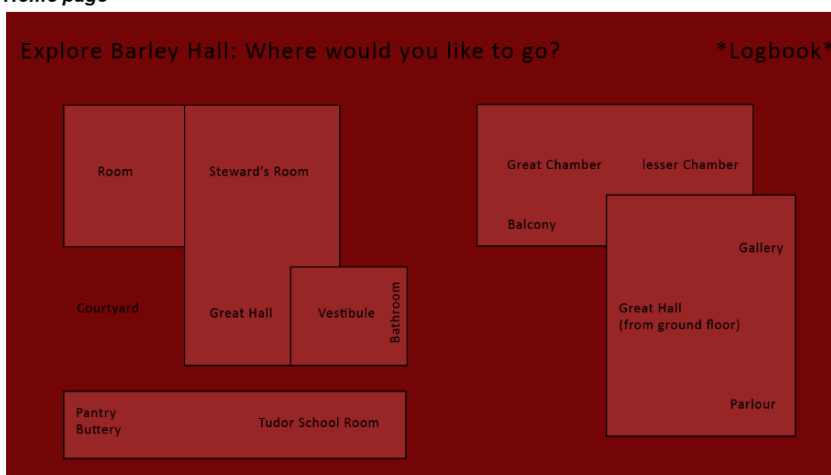 Home page
Explore Barley Hall: Where would you like to go?
*Logbook*
Room
Steward's Room
Courtyard
Great Hall
Vestibule
Bathroom
Pantry
Buttery
Tudor School Room
Great Chamber
lesser Chamber
Balcony
Gallery
Great Hall
(from ground floor)
Parlour